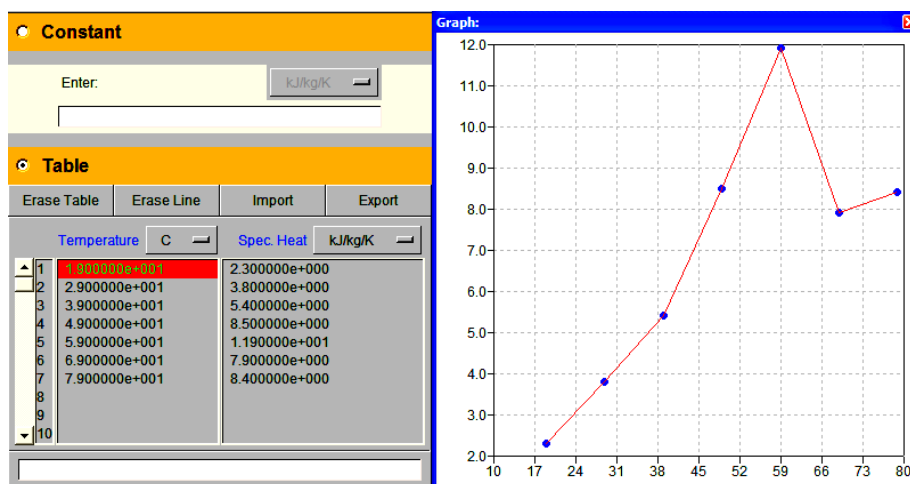 Constant
Enter: kJ/kg/K
Table
Erase Table Erase Line Import Export
Temperature C Spec. Heat kJ/kg/K
1 1.900000e+001 2.300000e+000
2 2.900000e+001 3.800000e+000
3 3.900000e+001 5.400000e+000
4 4.900000e+001 8.500000e+000
5 5.900000e+001 1.190000e+001
6 6.900000e+001 7.900000e+000
7 7.900000e+001 8.400000e+000
8
9
10
Graph:
12.0
11.0
10.0
9.0
8.0
7.0
6.0
5.0
4.0
3.0
2.0
10 17 24 31 38 45 52 59 66 73 80